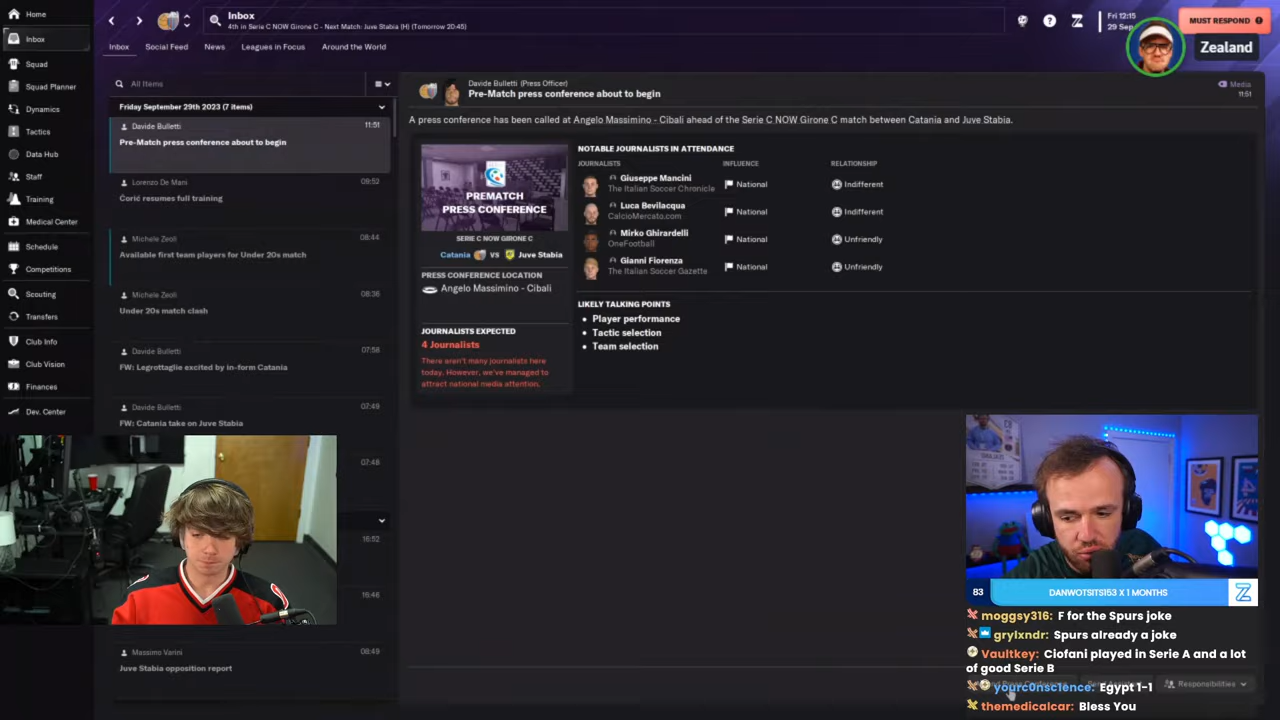 Home
Inbox
Squad
Squad Planner
Dynamics
Tactics
Data Hub
Staff
Training
Medical Center
Schedule
Competitions
Scouting
Transfers
Club Info
Club Vision
Finances
Dev. Center
Inbox
4th in Serie C NOW Girone C - Next Match: Juve Stabia (H) (Tomorrow 20:45)
Fri 12:15
29 Sep
MUST RESPOND
Zealand
Inbox
Social Feed
News
Leagues in Focus
Around the World
All Items
Friday September 29th 2023 (7 items)
Davide Bulletti
11:51
Pre-Match press conference about to begin
Lorenzo De Mani
09:52
Ćorić resumes full training
Michele Zeoli
08:44
Available first team players for Under 20s match
Michele Zeoli
08:36
Under 20s match clash
Davide Bulletti
07:58
FW: Legrottaglie excited by in-form Catania
Davide Bulletti
07:49
FW: Catania take on Juve Stabia
07:48
16:52
16:46
Massimo Varini
08:49
Juve Stabia opposition report
Davide Bulletti (Press Officer)
Pre-Match press conference about to begin
Media
11:51
A press conference has been called at Angelo Massimino - Cibali ahead of the Serie C NOW Girone C match between Catania and Juve Stabia.
PREMATCH
PRESS CONFERENCE
SERIE C NOW GIRONE C
Catania VS Juve Stabia
PRESS CONFERENCE LOCATION
Angelo Massimino - Cibali
JOURNALISTS EXPECTED
4 Journalists
There aren't many journalists here
today. However, we've managed to
attract national media attention.
NOTABLE JOURNALISTS IN ATTENDANCE
JOURNALISTS
INFLUENCE
RELATIONSHIP
Giuseppe Mancini
The Italian Soccer Chronicle
National
Indifferent
Luca Bevilacqua
CalcioMercato.com
National
Indifferent
Mirko Ghirardelli
OneFootball
National
Unfriendly
Gianni Fiorenza
The Italian Soccer Gazette
National
Unfriendly
LIKELY TALKING POINTS
• Player performance
• Tactic selection
• Team selection
83
DANWOTSITS153 X 1 MONTHS
Z
moggsy316: F for the Spurs joke
grylxndr: Spurs already a joke
Vaultkey: Ciofani played in Serie A and a lot
of good Serie B
yourc0nsc1ence: Egypt 1-1
themedicalcar: Bless You
Responsibilities